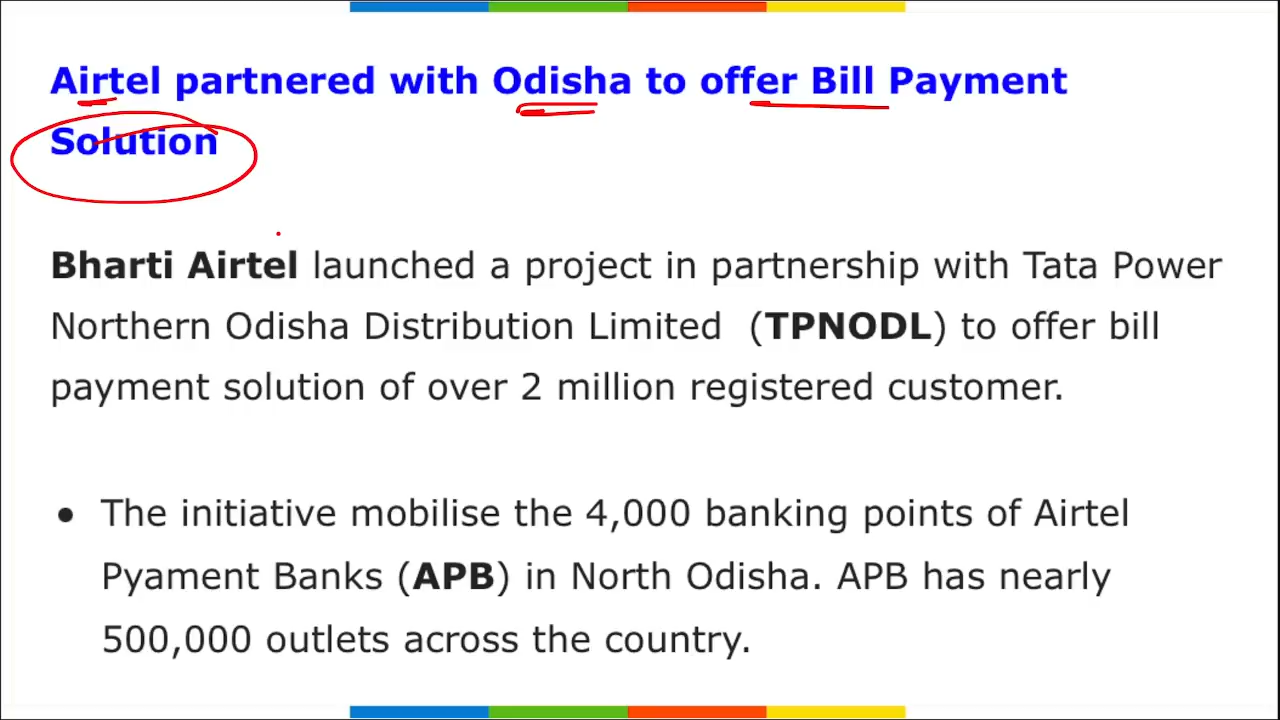 Airtel partnered with Odisha to offer Bill Payment
Solution
Bharti Airtel launched a project in partnership with Tata Power
Northern Odisha Distribution Limited (TPNODL) to offer bill
payment solution of over 2 million registered customer.
● The initiative mobilise the 4,000 banking points of Airtel
Pyament Banks (APB) in North Odisha. APB has nearly
500,000 outlets across the country.